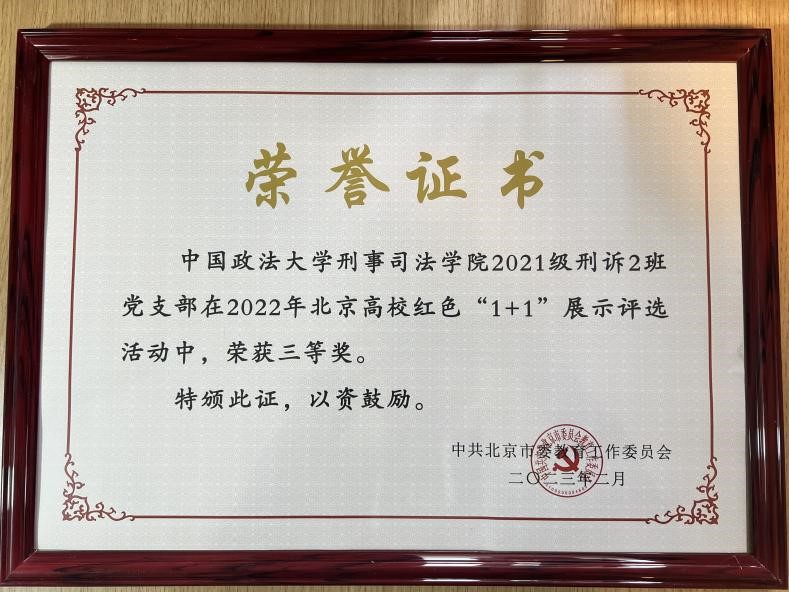 荣誉证书
中国政法大学刑事司法学院2021级刑诉2班
党支部在2022年北京高校红色“1+1”展示评选
活动中，荣获三等奖。
特颁此证，以资鼓励。
中共北京市委教育工作委员会
二〇二三年二月